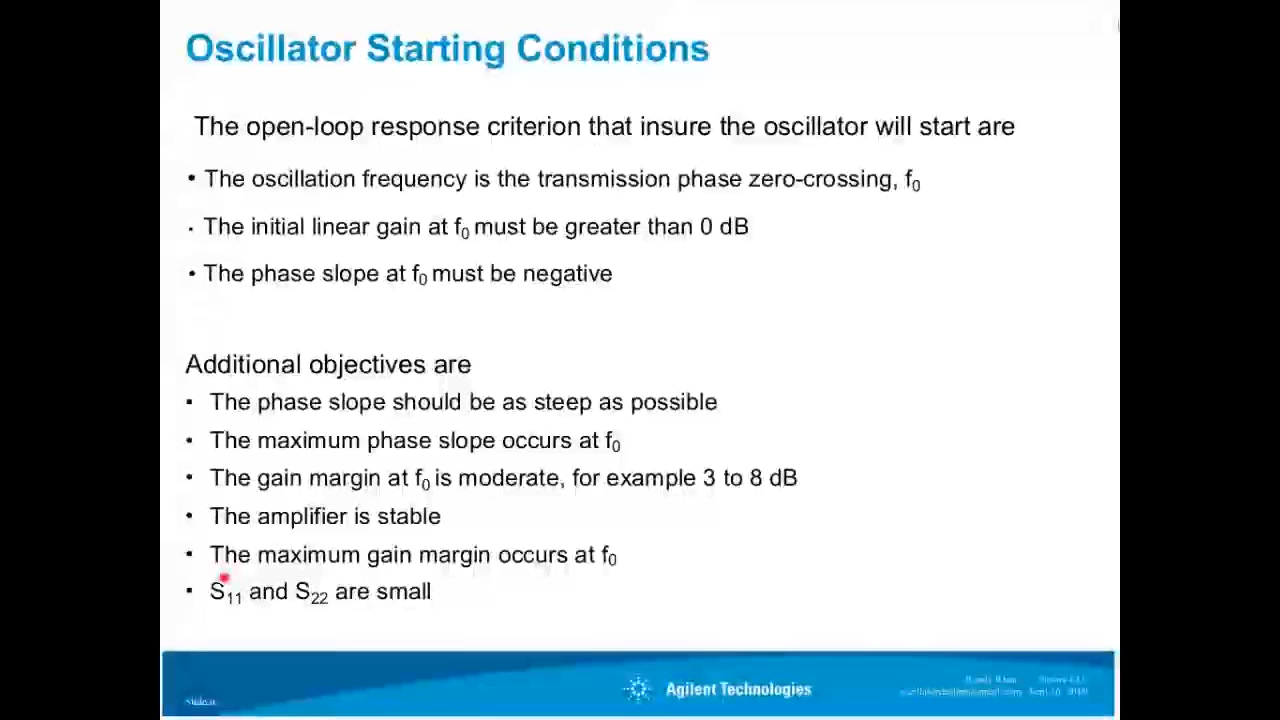 Oscillator Starting Conditions
The open-loop response criterion that insure the oscillator will start are
• The oscillation frequency is the transmission phase zero-crossing, f0
• The initial linear gain at f0 must be greater than 0 dB
• The phase slope at f0 must be negative
Additional objectives are
• The phase slope should be as steep as possible
• The maximum phase slope occurs at f0
• The gain margin at f0 is moderate, for example 3 to 8 dB
• The amplifier is stable
• The maximum gain margin occurs at f0
• S11 and S22 are small
Agilent Technologies